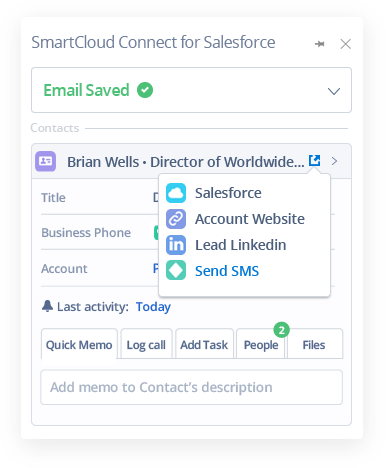 SmartCloud Connect for Salesforce
Email Saved
Contacts
Brian Wells • Director of Worldwide...
Salesforce
Account Website
Lead Linkedin
Send SMS
Title
Business Phone
Account
Last activity: Today
Quick Memo Log call Add Task People 2 Files
Add memo to Contact's description